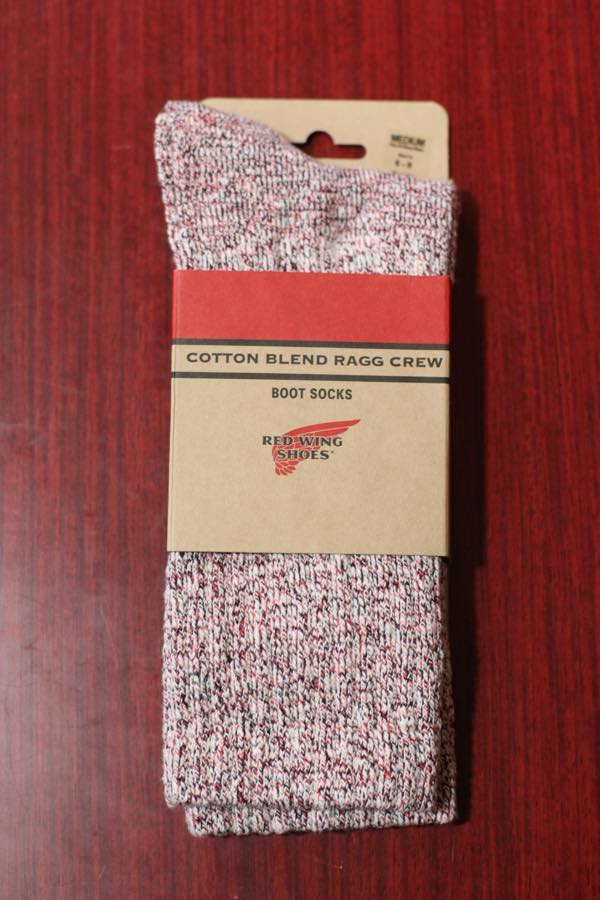 MEDIUM
COTTON BLEND RAGG CREW
BOOT SOCKS
RED WING
SHOES®